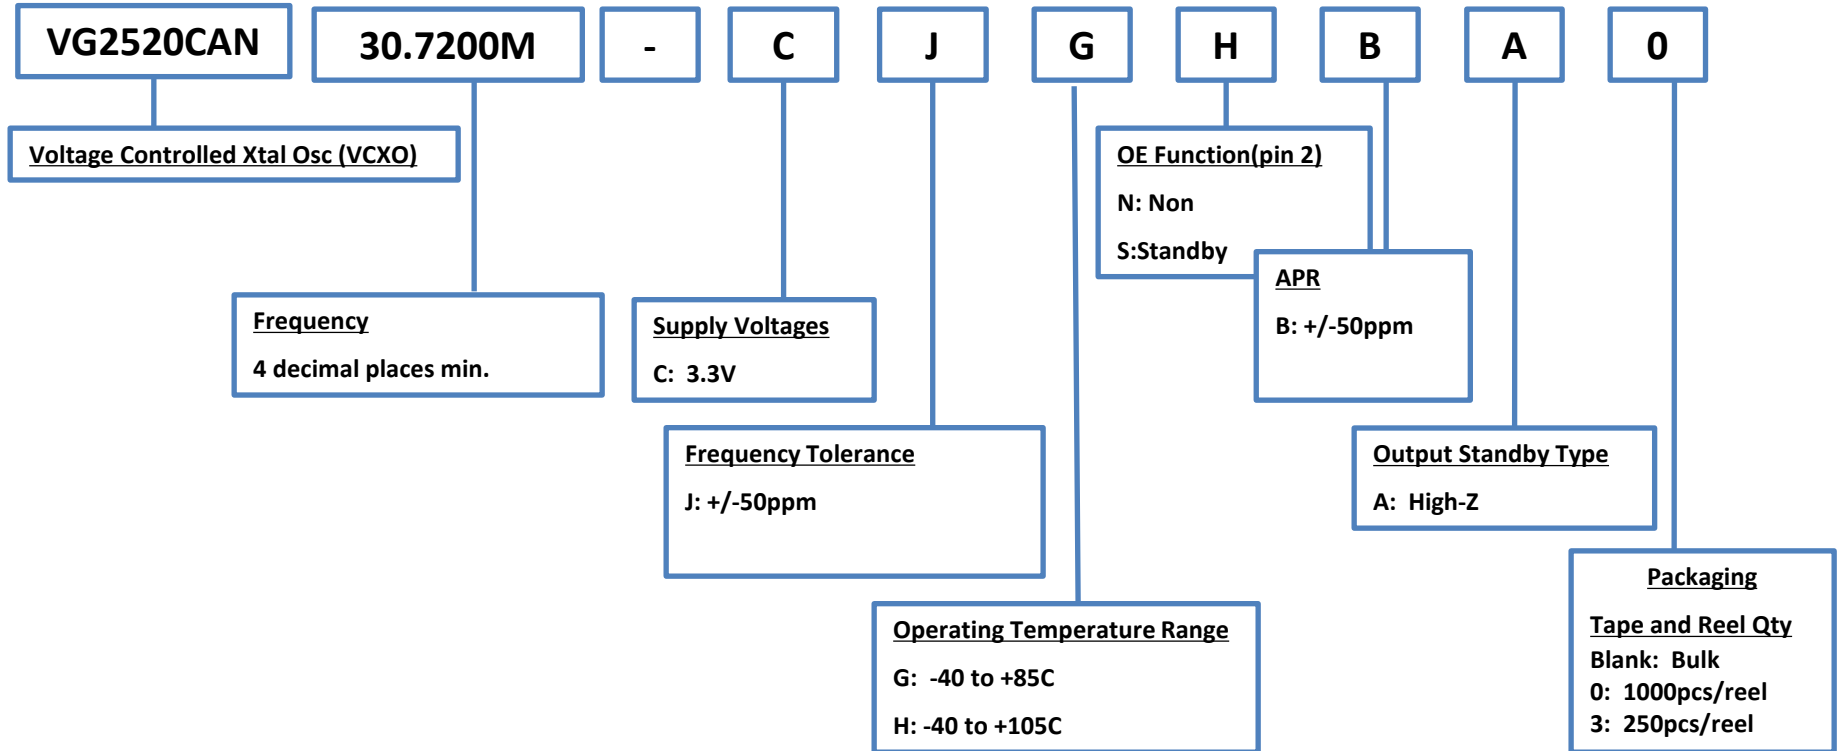 VG2520CAN 30.7200M - C J G H B A 0
Voltage Controlled Xtal Osc (VCXO)
OE Function(pin 2)
N: Non
S:Standby
APR
B: +/-50ppm
Frequency
4 decimal places min.
Supply Voltages
C: 3.3V
Frequency Tolerance
J: +/-50ppm
Output Standby Type
A: High-Z
Operating Temperature Range
G: -40 to +85C
H: -40 to +105C
Packaging
Tape and Reel Qty
Blank: Bulk
0: 1000pcs/reel
3: 250pcs/reel